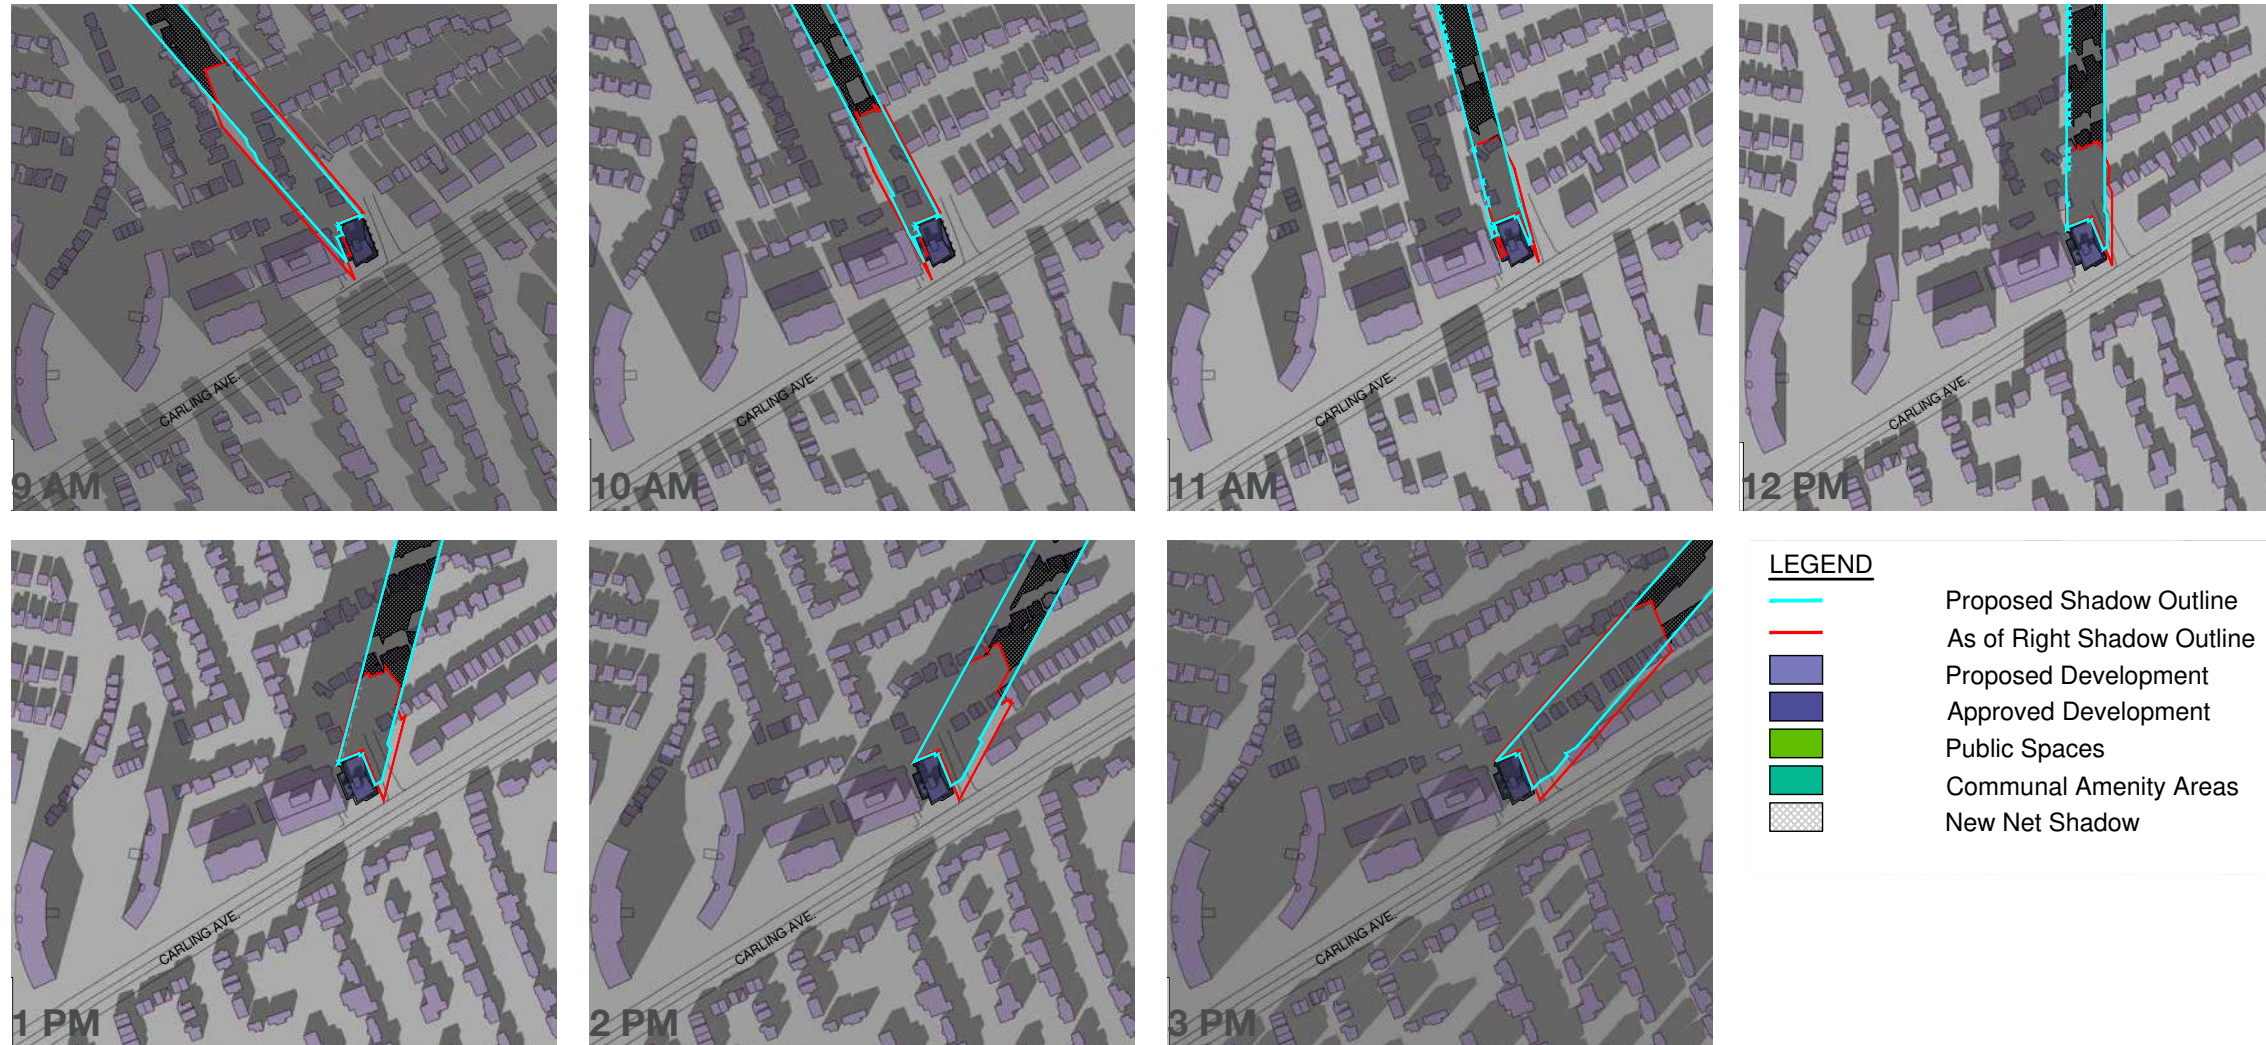 CARLING AVE.
9 AM
CARLING AVE.
10 AM
CARLING AVE.
11 AM
CARLING AVE.
12 PM
CARLING AVE.
1 PM
CARLING AVE.
2 PM
CARLING AVE.
3 PM
LEGEND
Proposed Shadow Outline
As of Right Shadow Outline
Proposed Development
Approved Development
Public Spaces
Communal Amenity Areas
New Net Shadow